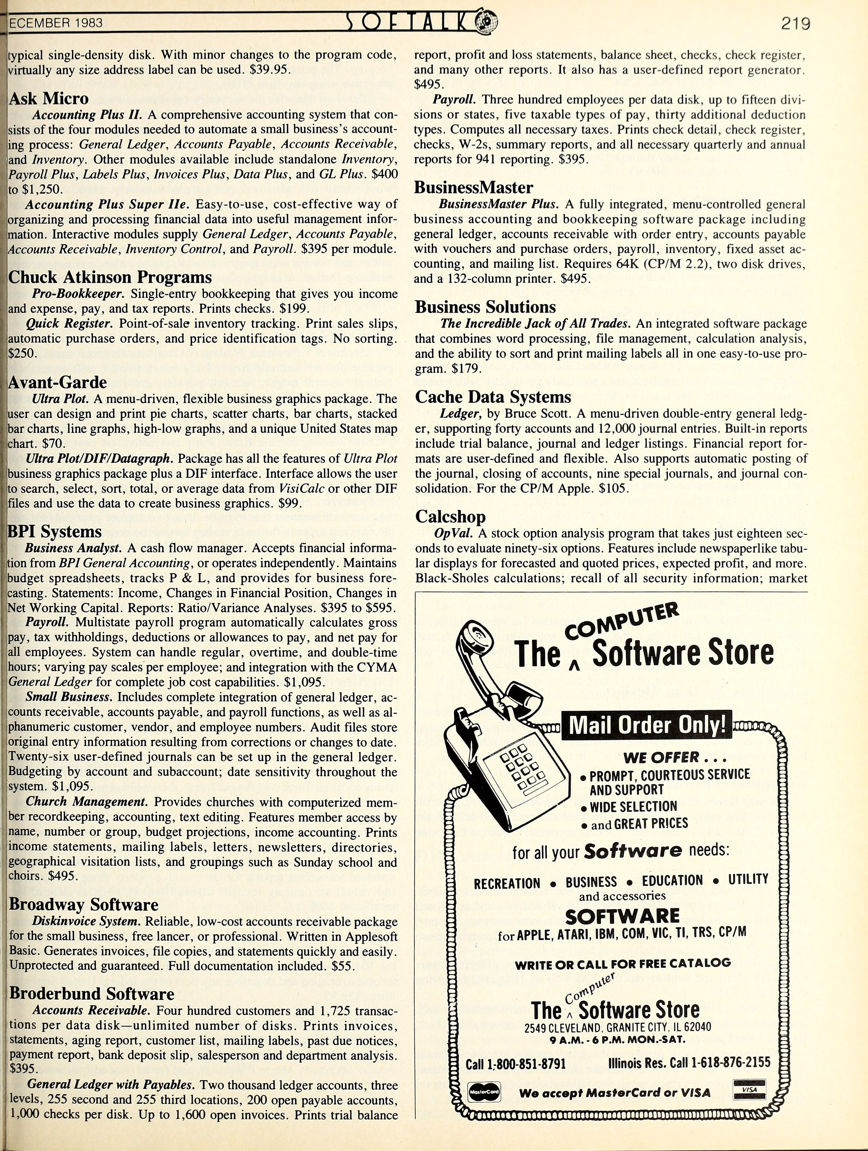 ECEMBER 1983
SOFTALK
219
typical single-density disk. With minor changes to the program code,
virtually any size address label can be used. $39.95.
Ask Micro
Accounting Plus II. A comprehensive accounting system that con-
sists of the four modules needed to automate a small business's account-
ing process: General Ledger, Accounts Payable, Accounts Receivable,
and Inventory. Other modules available include standalone Inventory,
Payroll Plus, Labels Plus, Invoices Plus, Data Plus, and GL Plus. $400
to $1,250.
Accounting Plus Super IIe. Easy-to-use, cost-effective way of
organizing and processing financial data into useful management infor-
mation. Interactive modules supply General Ledger, Accounts Payable,
Accounts Receivable, Inventory Control, and Payroll. $395 per module.
Chuck Atkinson Programs
Pro-Bookkeeper. Single-entry bookkeeping that gives you income
and expense, pay, and tax reports. Prints checks. $199.
Quick Register. Point-of-sale inventory tracking. Print sales slips,
automatic purchase orders, and price identification tags. No sorting.
$250.
Avant-Garde
Ultra Plot. A menu-driven, flexible business graphics package. The
user can design and print pie charts, scatter charts, bar charts, stacked
bar charts, line graphs, high-low graphs, and a unique United States map
chart. $70.
Ultra Plot/DIF/Datagraph. Package has all the features of Ultra Plot
business graphics package plus a DIF interface. Interface allows the user
to search, select, sort, total, or average data from VisiCalc or other DIF
files and use the data to create business graphics. $99.
BPI Systems
Business Analyst. A cash flow manager. Accepts financial informa-
tion from BPI General Accounting, or operates independently. Maintains
budget spreadsheets, tracks P & L, and provides for business fore-
casting. Statements: Income, Changes in Financial Position, Changes in
Net Working Capital. Reports: Ratio/Variance Analyses. $395 to $595.
Payroll. Multistate payroll program automatically calculates gross
pay, tax withholdings, deductions or allowances to pay, and net pay for
all employees. System can handle regular, overtime, and double-time
hours; varying pay scales per employee; and integration with the CYMA
General Ledger for complete job cost capabilities. $1,095.
Small Business. Includes complete integration of general ledger, ac-
counts receivable, accounts payable, and payroll functions, as well as al-
phanumeric customer, vendor, and employee numbers. Audit files store
original entry information resulting from corrections or changes to date.
Twenty-six user-defined journals can be set up in the general ledger.
Budgeting by account and subaccount; date sensitivity throughout the
system. $1,095.
Church Management. Provides churches with computerized mem-
ber recordkeeping, accounting, text editing. Features member access by
name, number or group, budget projections, income accounting. Prints
income statements, mailing labels, letters, newsletters, directories,
geographical visitation lists, and groupings such as Sunday school and
choirs. $495.
Broadway Software
Diskinvoice System. Reliable, low-cost accounts receivable package
for the small business, free lancer, or professional. Written in Applesoft
Basic. Generates invoices, file copies, and statements quickly and easily.
Unprotected and guaranteed. Full documentation included. $55.
Broderbund Software
Accounts Receivable. Four hundred customers and 1,725 transac-
tions per data disk—unlimited number of disks. Prints invoices,
statements, aging report, customer list, mailing labels, past due notices,
payment report, bank deposit slip, salesperson and department analysis.
$395.
General Ledger with Payables. Two thousand ledger accounts, three
levels, 255 second and 255 third locations, 200 open payable accounts,
1,000 checks per disk. Up to 1,600 open invoices. Prints trial balance
report, profit and loss statements, balance sheet, checks, check register,
and many other reports. It also has a user-defined report generator.
$495.
Payroll. Three hundred employees per data disk, up to fifteen divi-
sions or states, five taxable types of pay, thirty additional deduction
types. Computes all necessary taxes. Prints check detail, check register,
checks, W-2s, summary reports, and all necessary quarterly and annual
reports for 941 reporting. $395.
BusinessMaster
BusinessMaster Plus. A fully integrated, menu-controlled general
business accounting and bookkeeping software package including
general ledger, accounts receivable with order entry, accounts payable
with vouchers and purchase orders, payroll, inventory, fixed asset ac-
counting, and mailing list. Requires 64K (CP/M 2.2), two disk drives,
and a 132-column printer. $495.
Business Solutions
The Incredible Jack of All Trades. An integrated software package
that combines word processing, file management, calculation analysis,
and the ability to sort and print mailing labels all in one easy-to-use pro-
gram. $179.
Cache Data Systems
Ledger, by Bruce Scott. A menu-driven double-entry general ledg-
er, supporting forty accounts and 12,000 journal entries. Built-in reports
include trial balance, journal and ledger listings. Financial report for-
mats are user-defined and flexible. Also supports automatic posting of
the journal, closing of accounts, nine special journals, and journal con-
solidation. For the CP/M Apple. $105.
Calcshop
OpVal. A stock option analysis program that takes just eighteen sec-
onds to evaluate ninety-six options. Features include newspaperlike tabu-
lar displays for forecasted and quoted prices, expected profit, and more.
Black-Sholes calculations; recall of all security information; market
COMPUTER
The ^ Software Store
Mail Order Only!
WE OFFER . . .
• PROMPT, COURTEOUS SERVICE
AND SUPPORT
• WIDE SELECTION
• and GREAT PRICES
for all your Software needs:
RECREATION • BUSINESS • EDUCATION • UTILITY
and accessories
SOFTWARE
for APPLE, ATARI, IBM, COM, VIC, TI, TRS, CP/M
WRITE OR CALL FOR FREE CATALOG
Computer
The ^ Software Store
2549 CLEVELAND, GRANITE CITY, IL 62040
9 A.M. - 6 P.M. MON.-SAT.
Call 1-800-851-8791 Illinois Res. Call 1-618-876-2155
MasterCard We accept MasterCard or VISA VISA